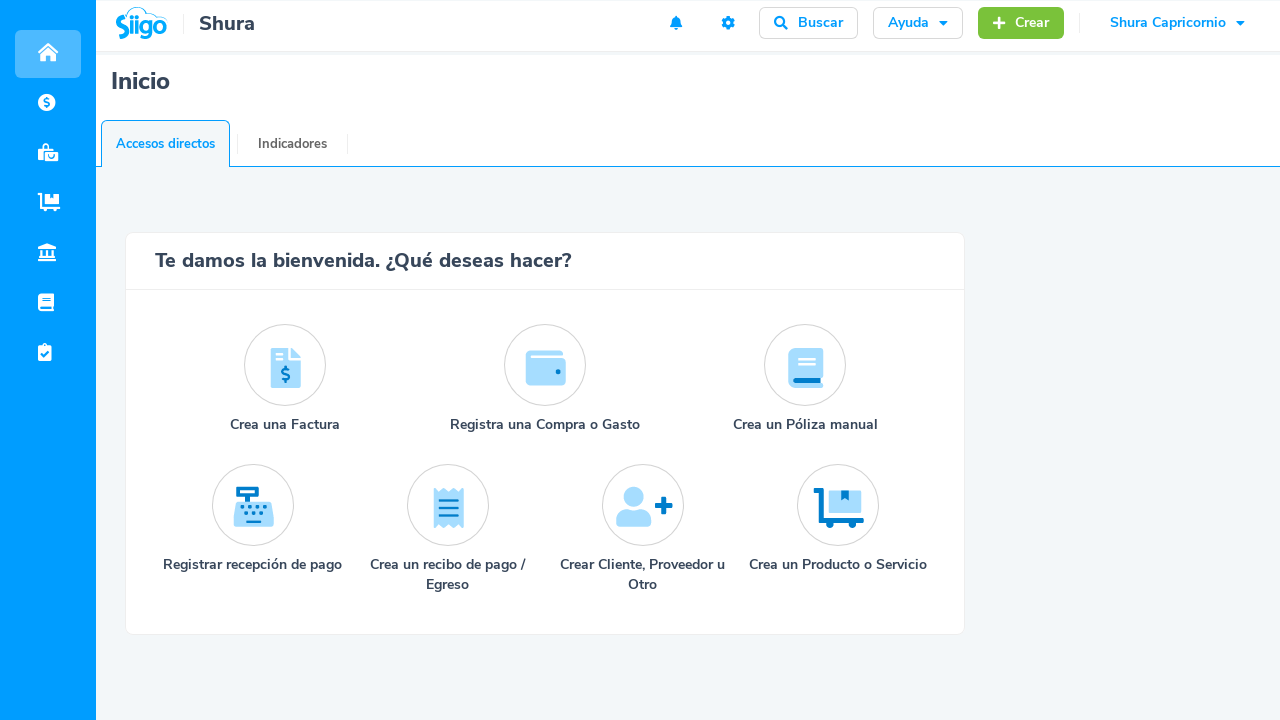 Siigo
Shura
Buscar
Ayuda
Crear
Shura Capricornio
Inicio
Accesos directos
Indicadores
Te damos la bienvenida. ¿Qué deseas hacer?
Crea una Factura
Registra una Compra o Gasto
Crea un Póliza manual
Registrar recepción de pago
Crea un recibo de pago /
Egreso
Crear Cliente, Proveedor u
Otro
Crea un Producto o Servicio